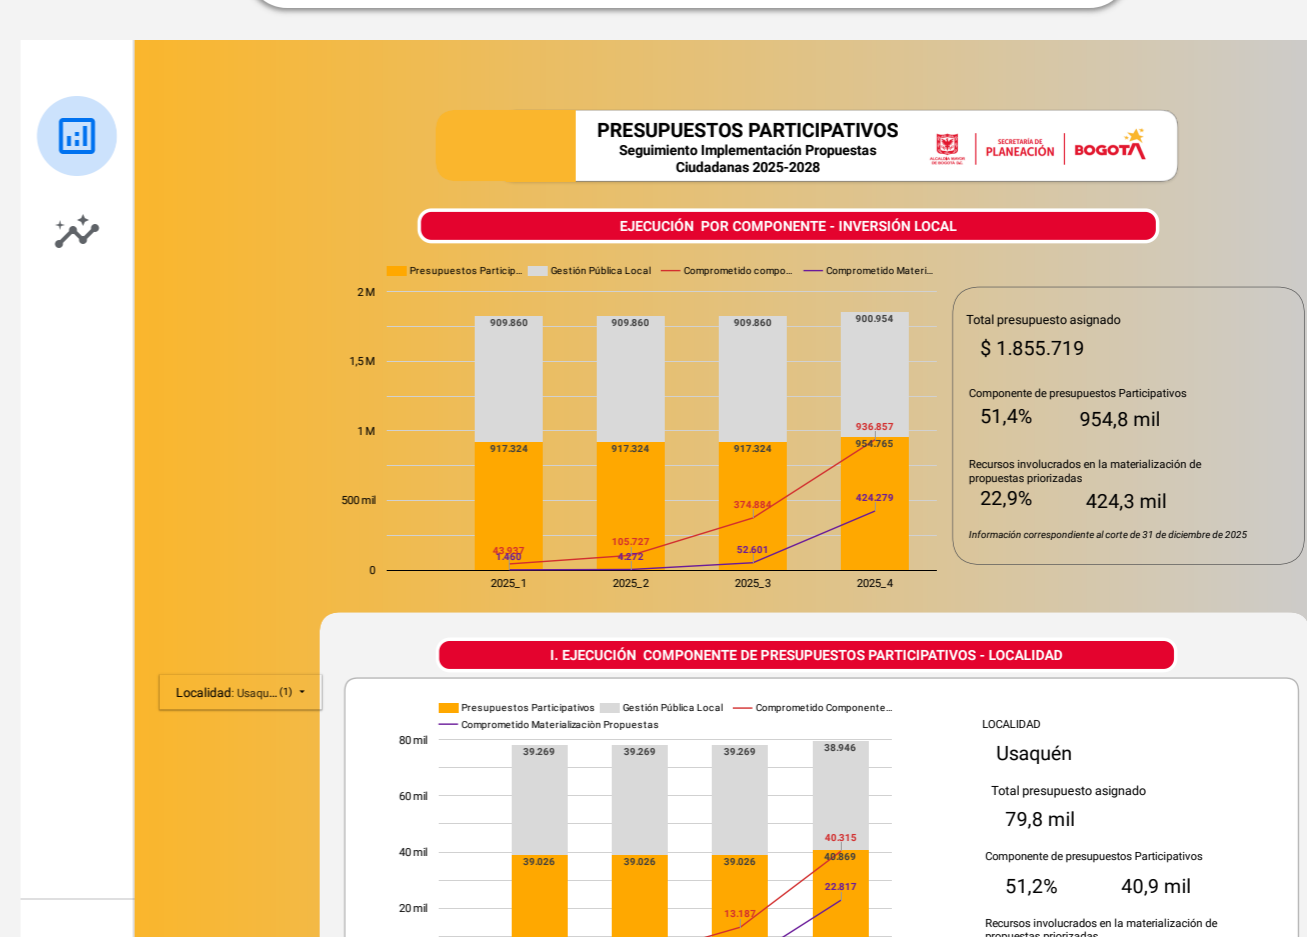 PRESUPUESTOS PARTICIPATIVOS
Seguimiento Implementación Propuestas
Ciudadanas 2025-2028
ALCALDÍA MAYOR
DE BOGOTÁ D.C.
SECRETARÍA DE
PLANEACIÓN
BOGOTÁ
EJECUCIÓN POR COMPONENTE - INVERSIÓN LOCAL
Presupuestos Particip... Gestión Pública Local Comprometido compo... Comprometido Materi...
2 M
1,5 M
1 M
500 mil
0
909.860 909.860 909.860 900.954
917.324 917.324 917.324 954.765
43.937 105.727 374.884 936.857
1.460 4.272 52.601 424.279
2025_1 2025_2 2025_3 2025_4
Total presupuesto asignado
$ 1.855.719
Componente de presupuestos Participativos
51,4% 954,8 mil
Recursos involucrados en la materialización de
propuestas priorizadas
22,9% 424,3 mil
Información correspondiente al corte de 31 de diciembre de 2025
I. EJECUCIÓN COMPONENTE DE PRESUPUESTOS PARTICIPATIVOS - LOCALIDAD
Localidad: Usaqu... (1)
Presupuestos Participativos Gestión Pública Local Comprometido Componente...
Comprometido Materializaciòn Propuestas
80 mil
60 mil
40 mil
20 mil
39.269 39.269 39.269 38.946
39.026 39.026 39.026 40.869
13.187 40.315
22.817
LOCALIDAD
Usaquén
Total presupuesto asignado
79,8 mil
Componente de presupuestos Participativos
51,2% 40,9 mil
Recursos involucrados en la materialización de
propuestas priorizadas